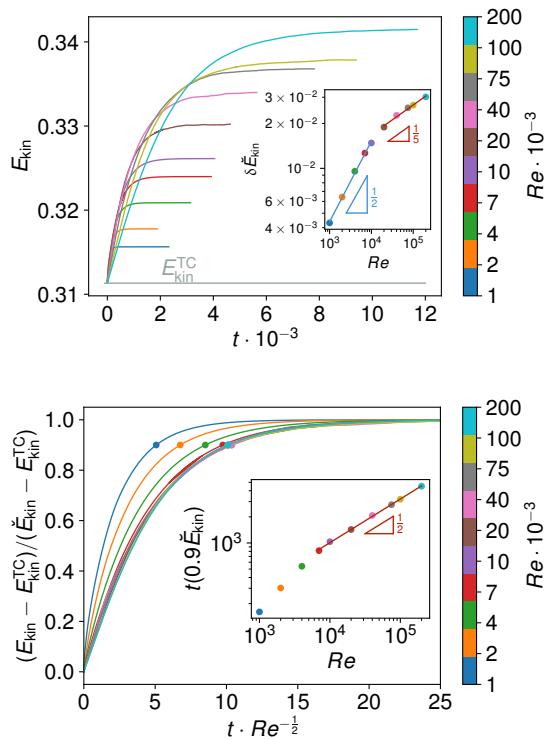 0.34
0.33
0.32
0.31
E_kin
0 2 4 6 8 10 12
t · 10^−3
E_kin^TC
3 × 10^−2
2 × 10^−2
10^−2
6 × 10^−3
4 × 10^−3
δĔ_kin
1/2
1/5
10^3 10^4 10^5
Re
200
100
75
40
20
10
7
4
2
1
Re · 10^−3
1.0
0.8
0.6
0.4
0.2
0.0
(E_kin − E_kin^TC)/(Ĕ_kin − E_kin^TC)
0 5 10 15 20 25
t · Re^−1/2
10^3
t(0.9Ĕ_kin)
1/2
10^3 10^4 10^5
Re
200
100
75
40
20
10
7
4
2
1
Re · 10^−3